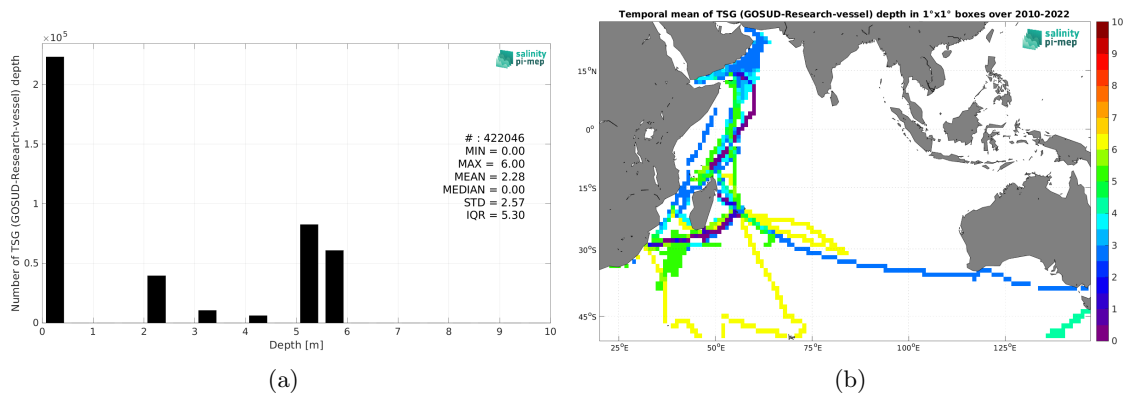 ×10⁵
Number of TSG (GOSUD-Research-vessel) depth
2
1.5
1
0.5
0
0 1 2 3 4 5 6 7 8 9 10
Depth [m]
salinity
pi-mep
# : 422046
MIN = 0.00
MAX = 6.00
MEAN = 2.28
MEDIAN = 0.00
STD = 2.57
IQR = 5.30
(a)
Temporal mean of TSG (GOSUD-Research-vessel) depth in 1°x1° boxes over 2010-2022
salinity
pi-mep
15°N
0°
15°S
30°S
45°S
25°E 50°E 75°E 100°E 125°E
10
9
8
7
6
5
4
3
2
1
0
(b)